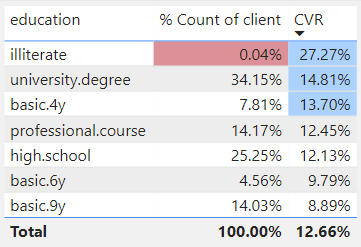 education % Count of client CVR
illiterate 0.04% 27.27%
university.degree 34.15% 14.81%
basic.4y 7.81% 13.70%
professional.course 14.17% 12.45%
high.school 25.25% 12.13%
basic.6y 4.56% 9.79%
basic.9y 14.03% 8.89%
Total 100.00% 12.66%